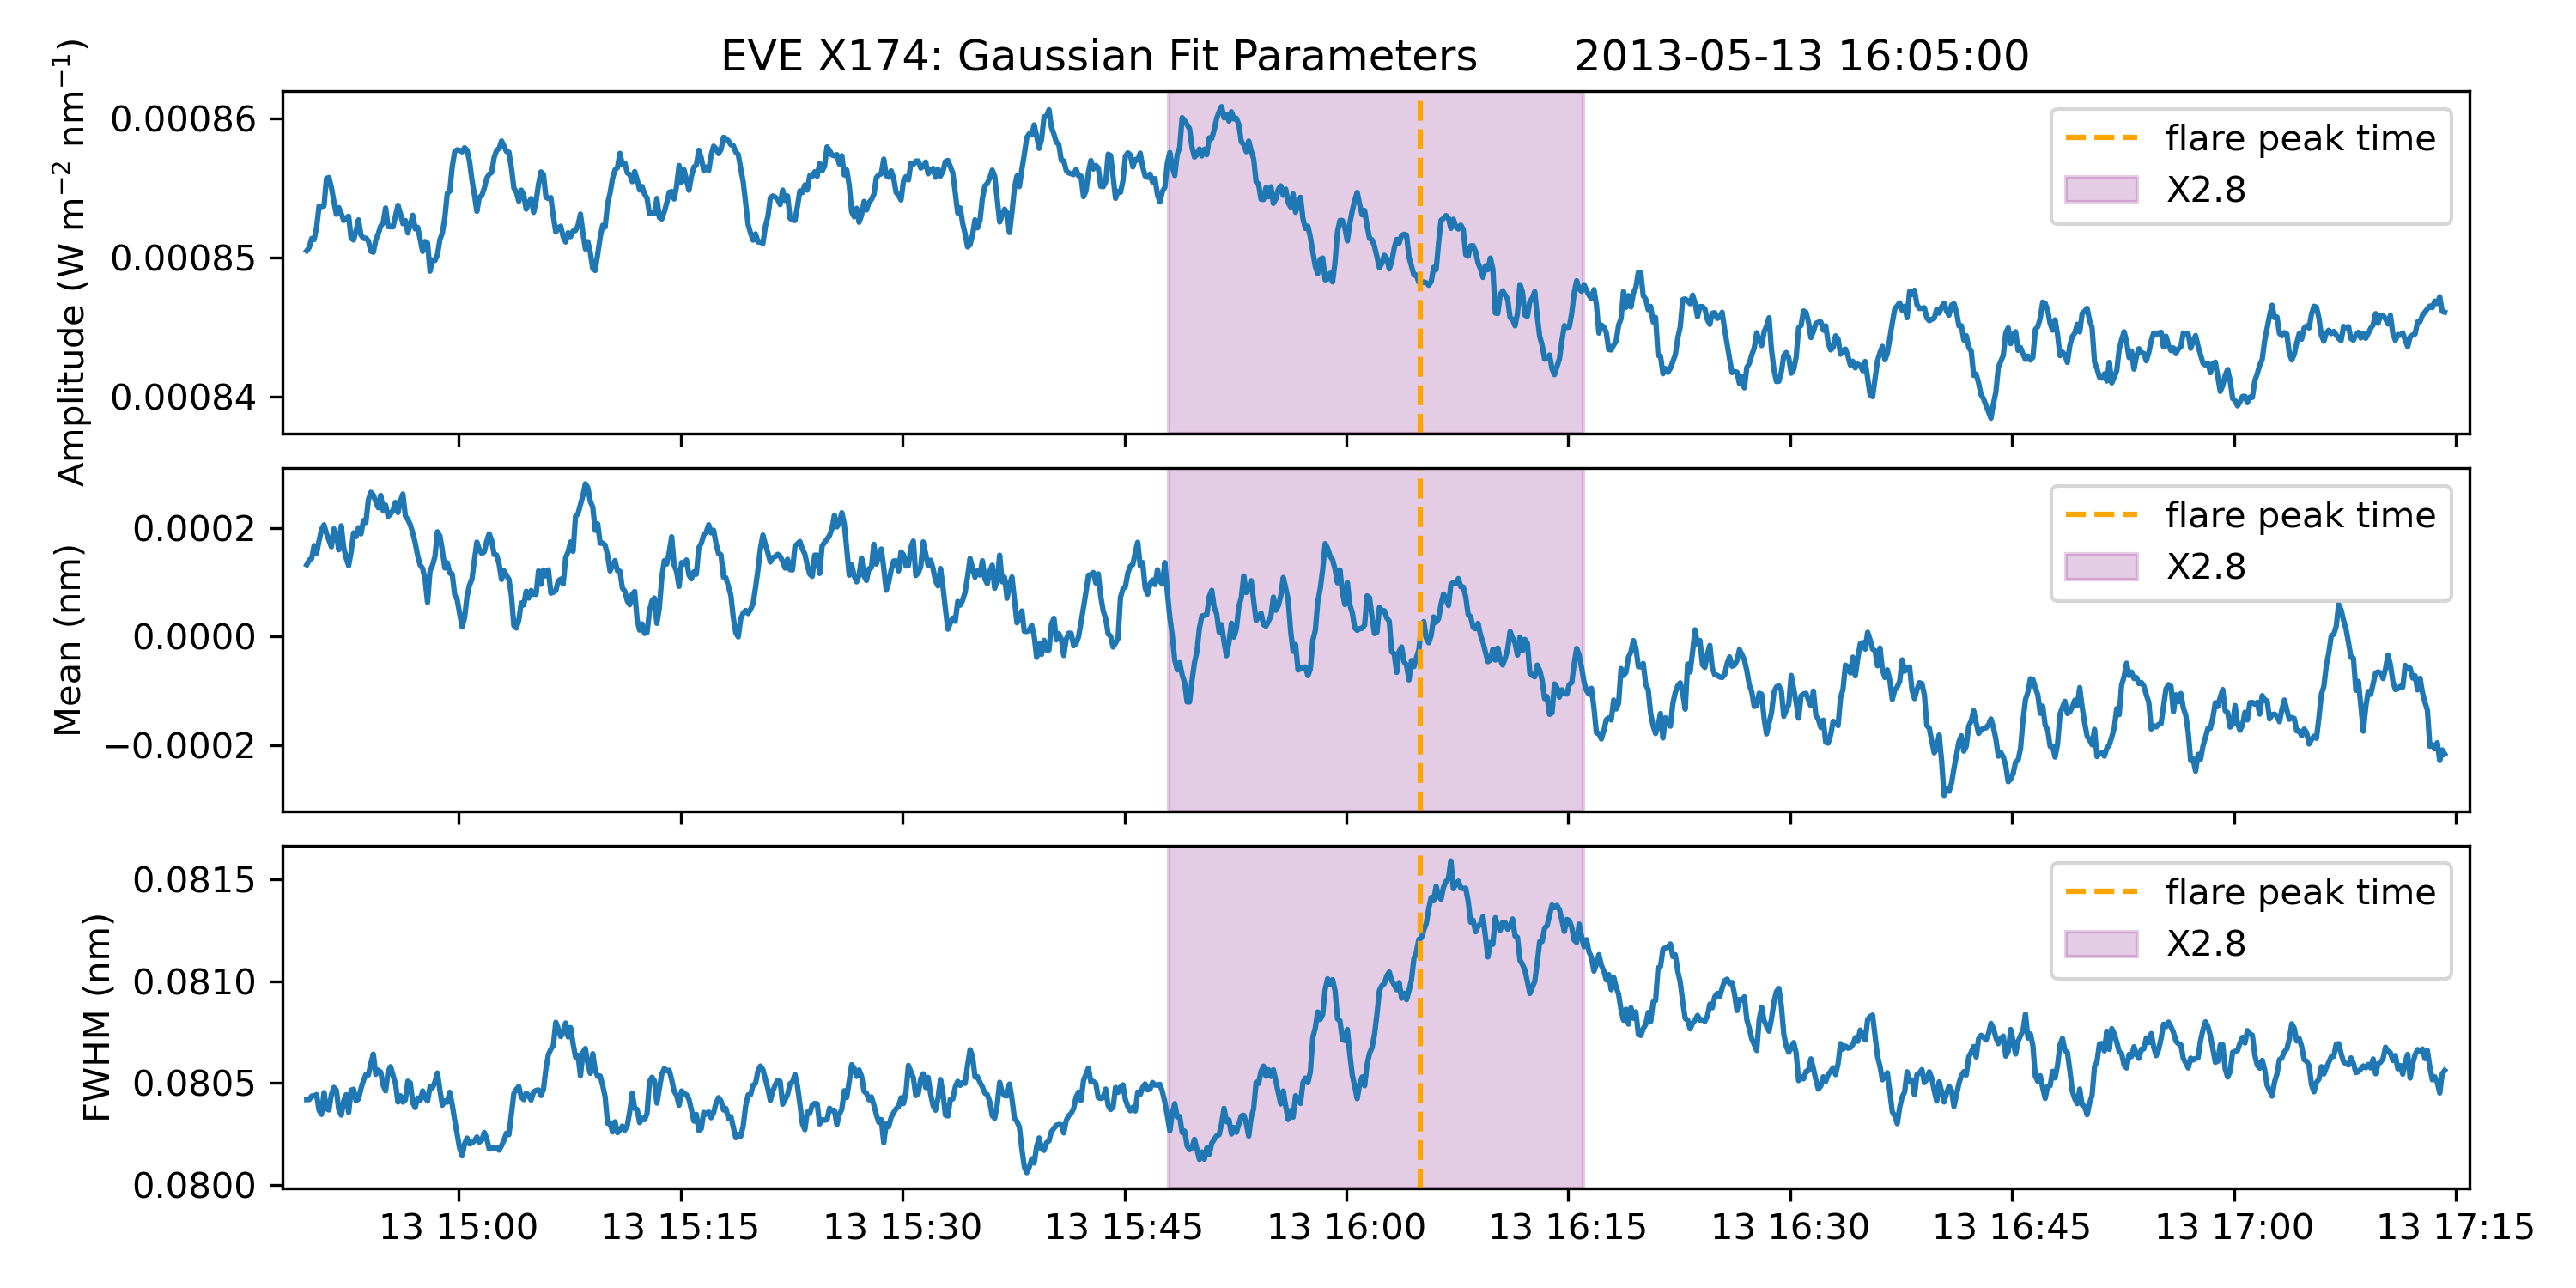 EVE X174: Gaussian Fit Parameters 2013-05-13 16:05:00
Amplitude (W m⁻² nm⁻¹)
0.00086
0.00085
0.00084
flare peak time
X2.8
Mean (nm)
0.0002
0.0000
−0.0002
flare peak time
X2.8
FWHM (nm)
0.0815
0.0810
0.0805
0.0800
flare peak time
X2.8
13 15:00 13 15:15 13 15:30 13 15:45 13 16:00 13 16:15 13 16:30 13 16:45 13 17:00 13 17:15